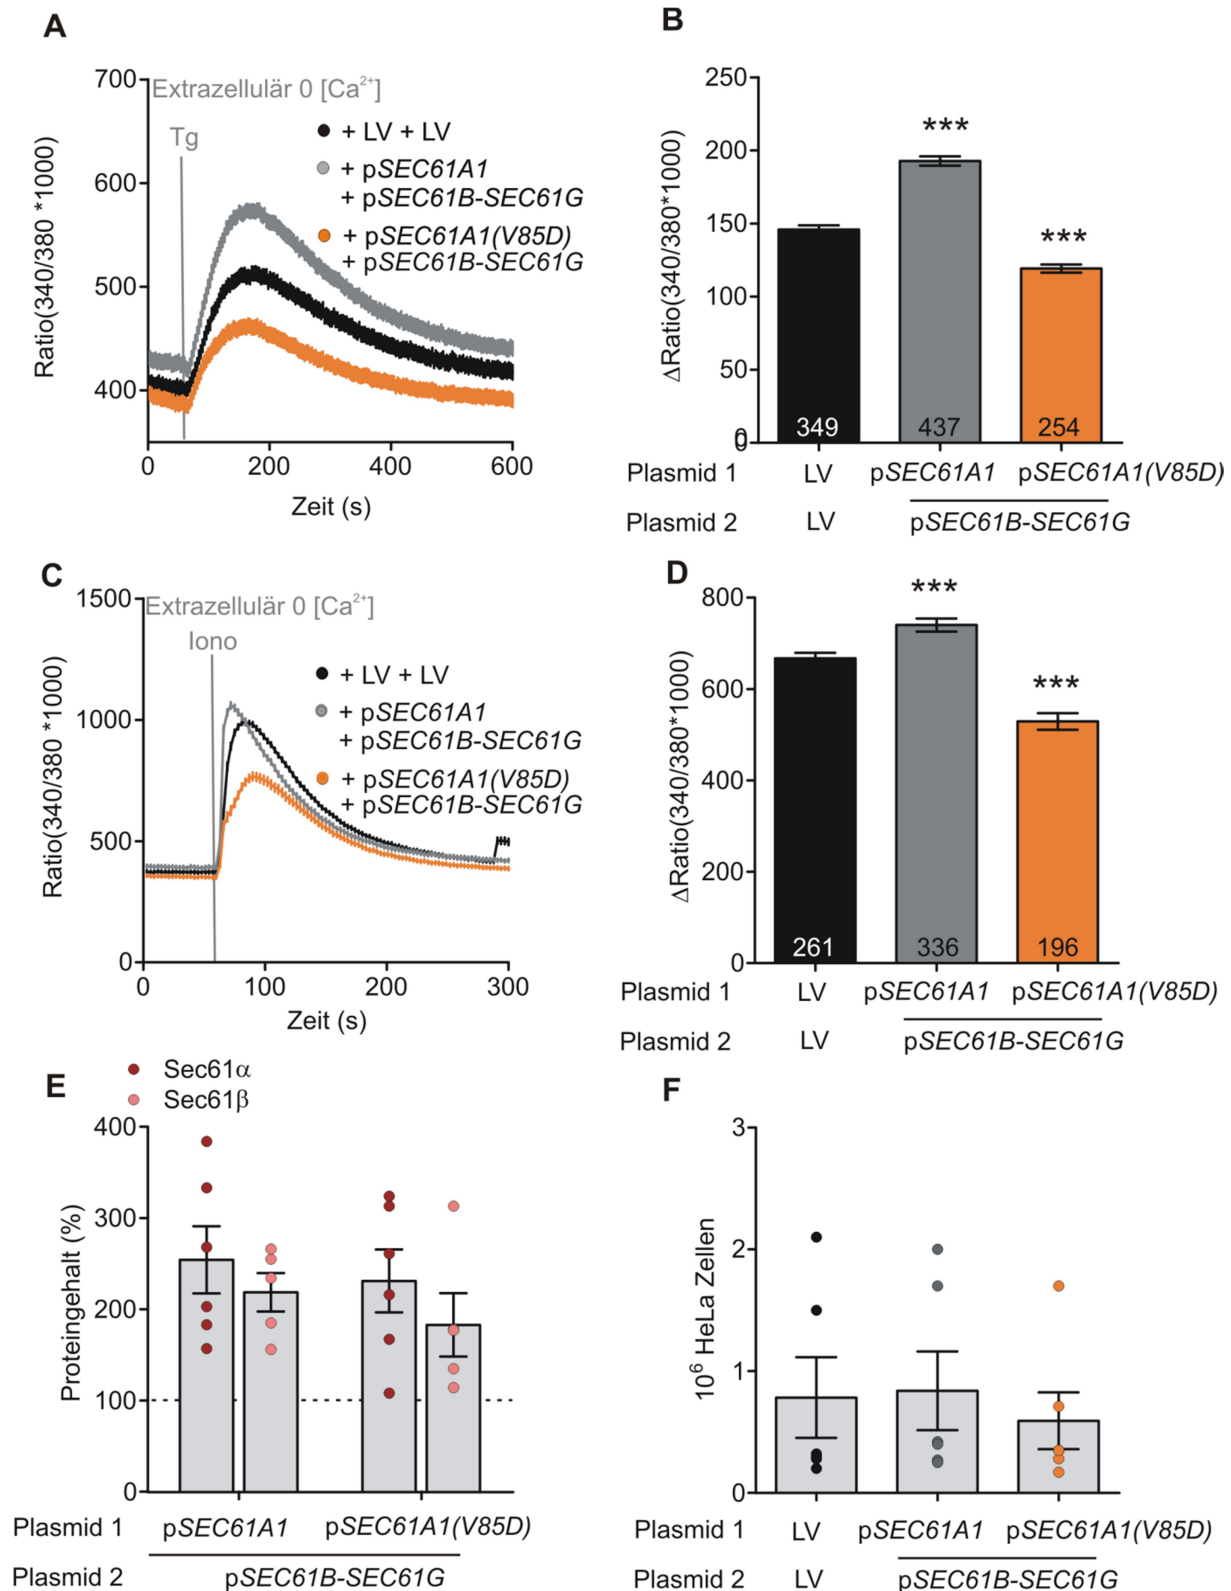 A
Extrazellulär 0 [Ca²⁺]
Tg
+ LV + LV
+ pSEC61A1
+ pSEC61B-SEC61G
+ pSEC61A1(V85D)
+ pSEC61B-SEC61G
700
600
500
400
0 200 400 600
Ratio(340/380 *1000)
Zeit (s)
B
250
200
150
100
50
0
ΔRatio(340/380*1000)
***
***
349 437 254
Plasmid 1 LV pSEC61A1 pSEC61A1(V85D)
Plasmid 2 LV pSEC61B-SEC61G
C
Extrazellulär 0 [Ca²⁺]
Iono
+ LV + LV
+ pSEC61A1
+ pSEC61B-SEC61G
+ pSEC61A1(V85D)
+ pSEC61B-SEC61G
1500
1000
500
0
0 100 200 300
Ratio(340/380 *1000)
Zeit (s)
D
800
600
400
200
0
ΔRatio(340/380*1000)
***
***
261 336 196
Plasmid 1 LV pSEC61A1 pSEC61A1(V85D)
Plasmid 2 LV pSEC61B-SEC61G
E
Sec61α
Sec61β
400
300
200
100
0
Proteingehalt (%)
Plasmid 1 pSEC61A1 pSEC61A1(V85D)
Plasmid 2 pSEC61B-SEC61G
F
3
2
1
0
10⁶ HeLa Zellen
Plasmid 1 LV pSEC61A1 pSEC61A1(V85D)
Plasmid 2 LV pSEC61B-SEC61G